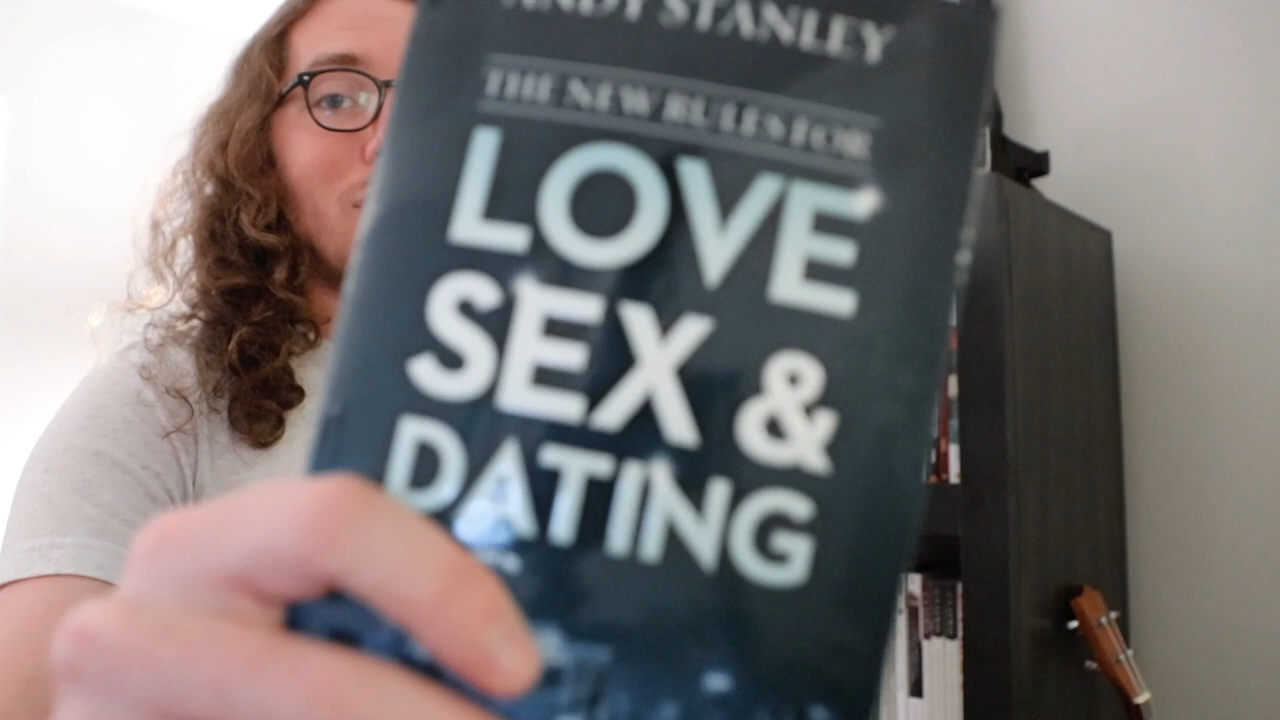 ANDY STANLEY
THE NEW RULES FOR
LOVE
SEX &
DATING